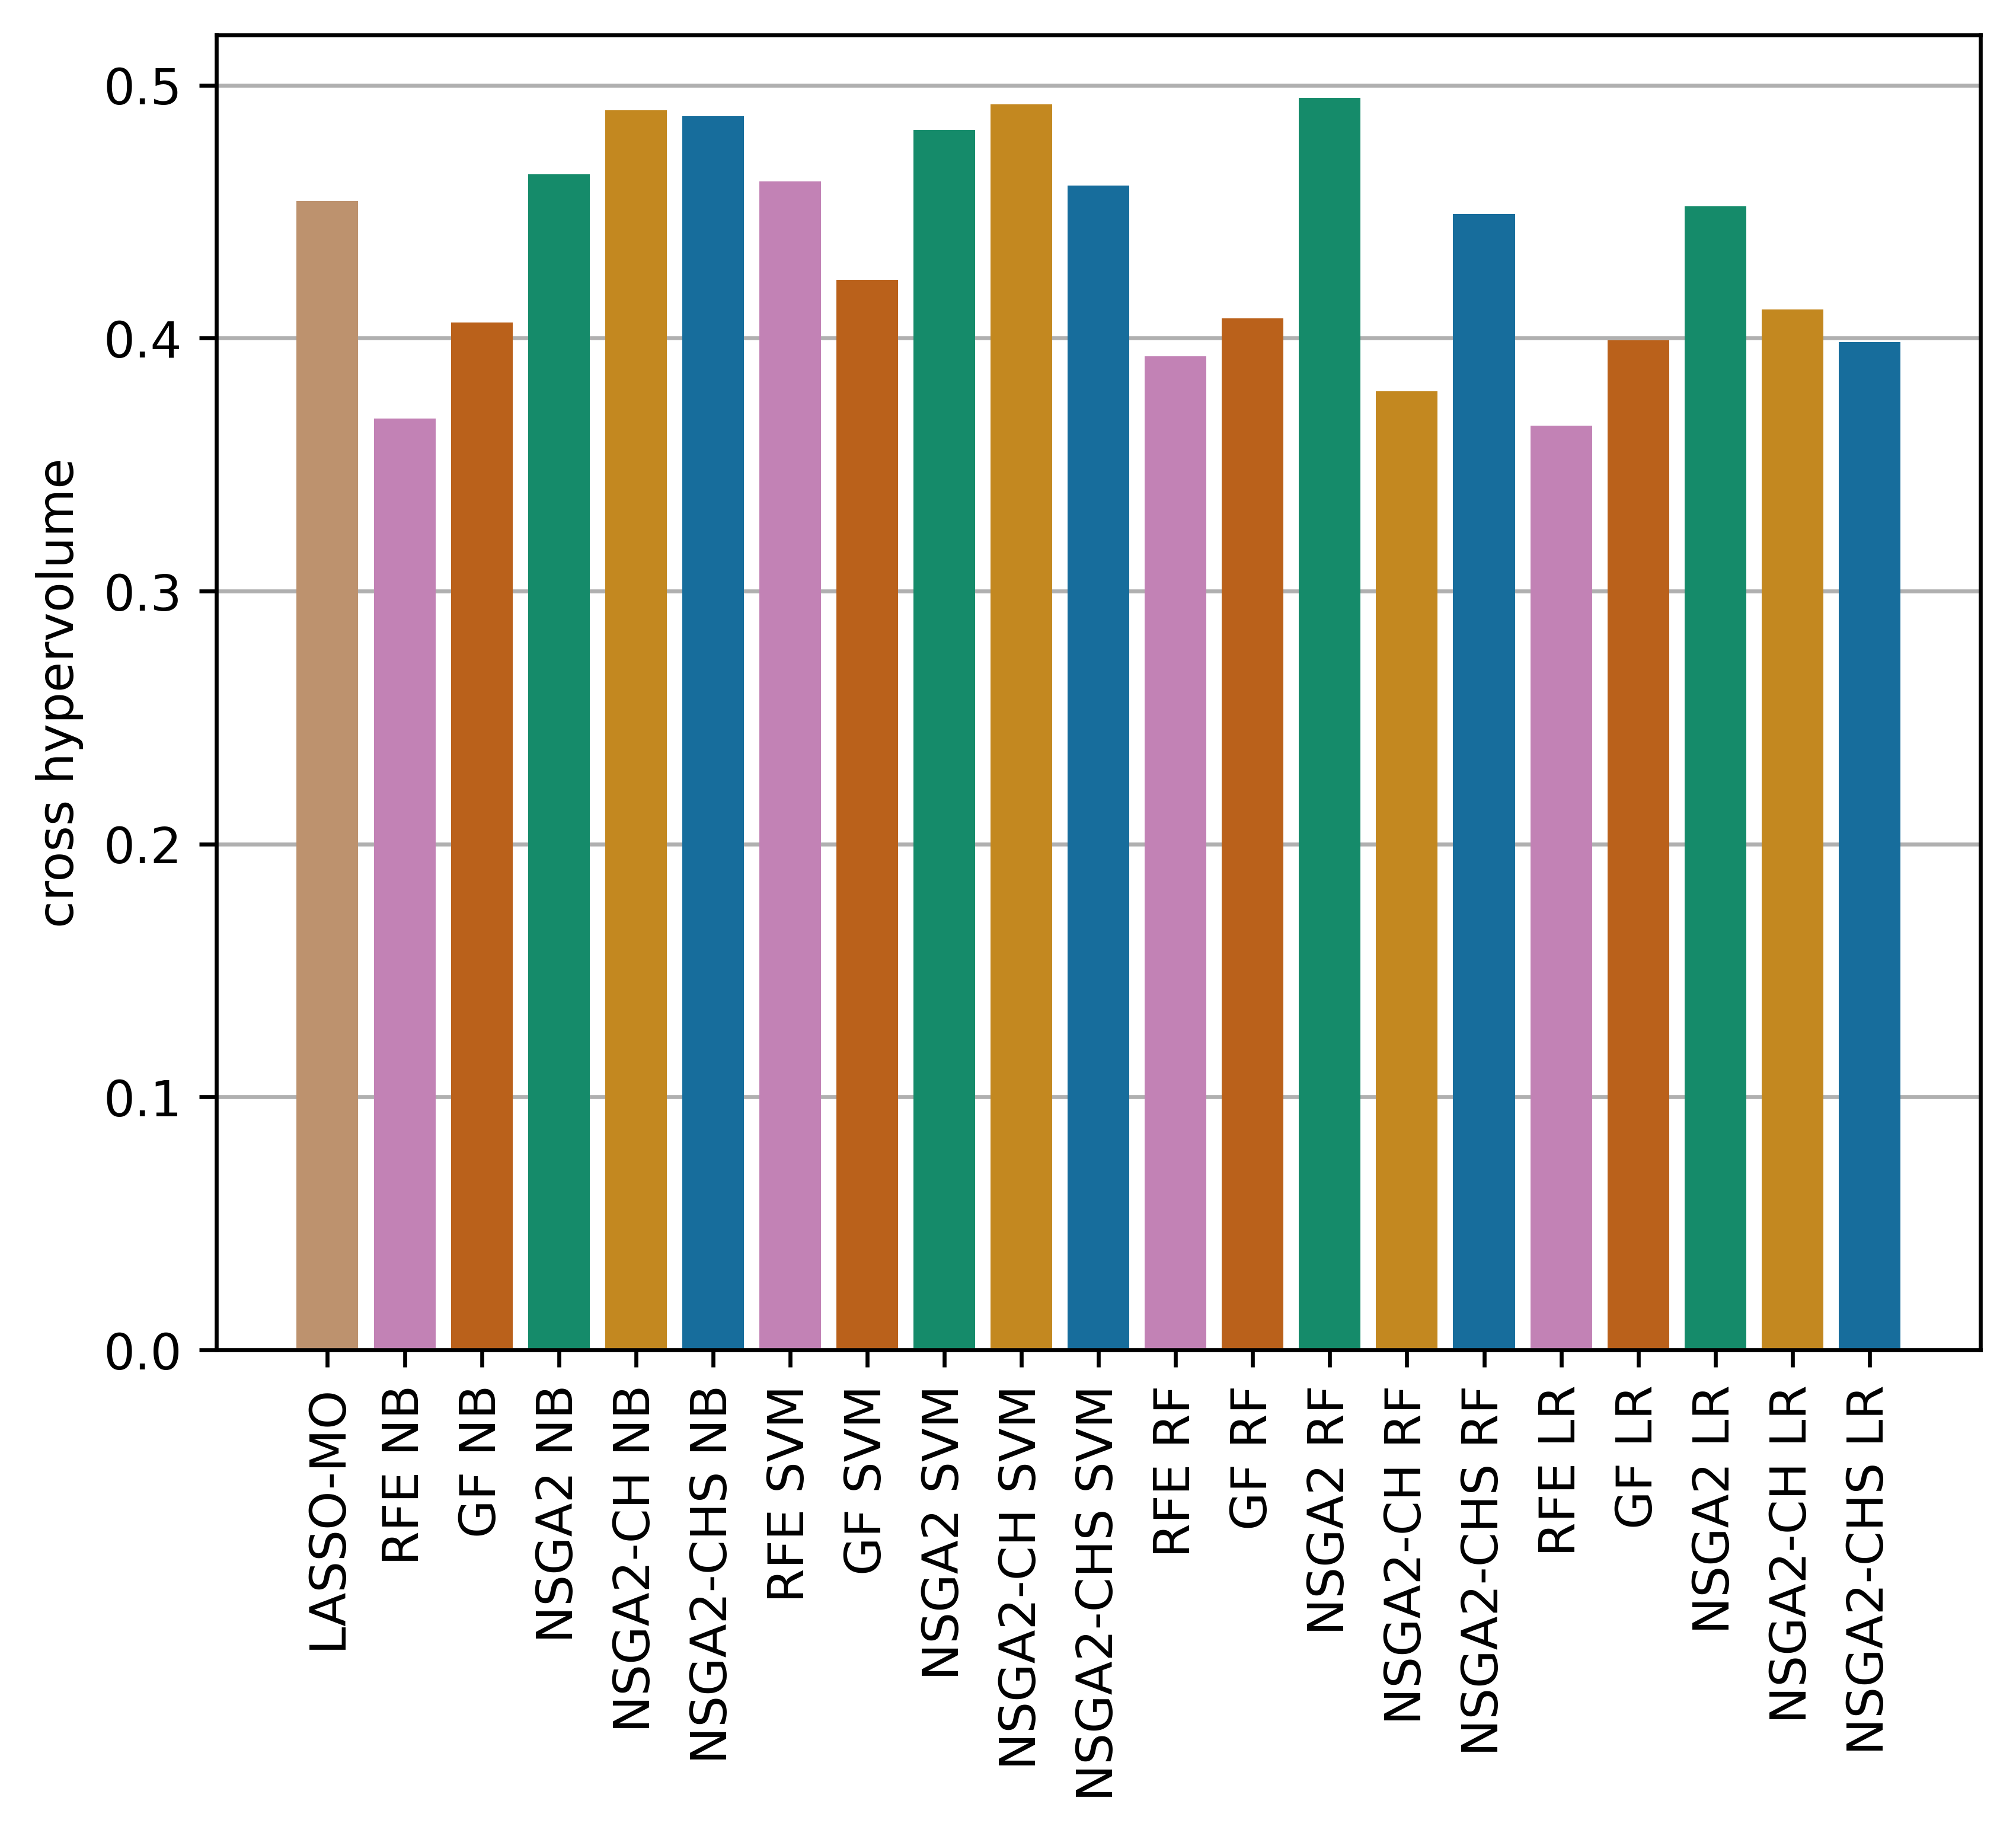 0.5
0.4
0.3
0.2
0.1
0.0
cross hypervolume
LASSO-MO
RFE NB
GF NB
NSGA2 NB
NSGA2-CH NB
NSGA2-CHS NB
RFE SVM
GF SVM
NSGA2 SVM
NSGA2-CH SVM
NSGA2-CHS SVM
RFE RF
GF RF
NSGA2 RF
NSGA2-CH RF
NSGA2-CHS RF
RFE LR
GF LR
NSGA2 LR
NSGA2-CH LR
NSGA2-CHS LR